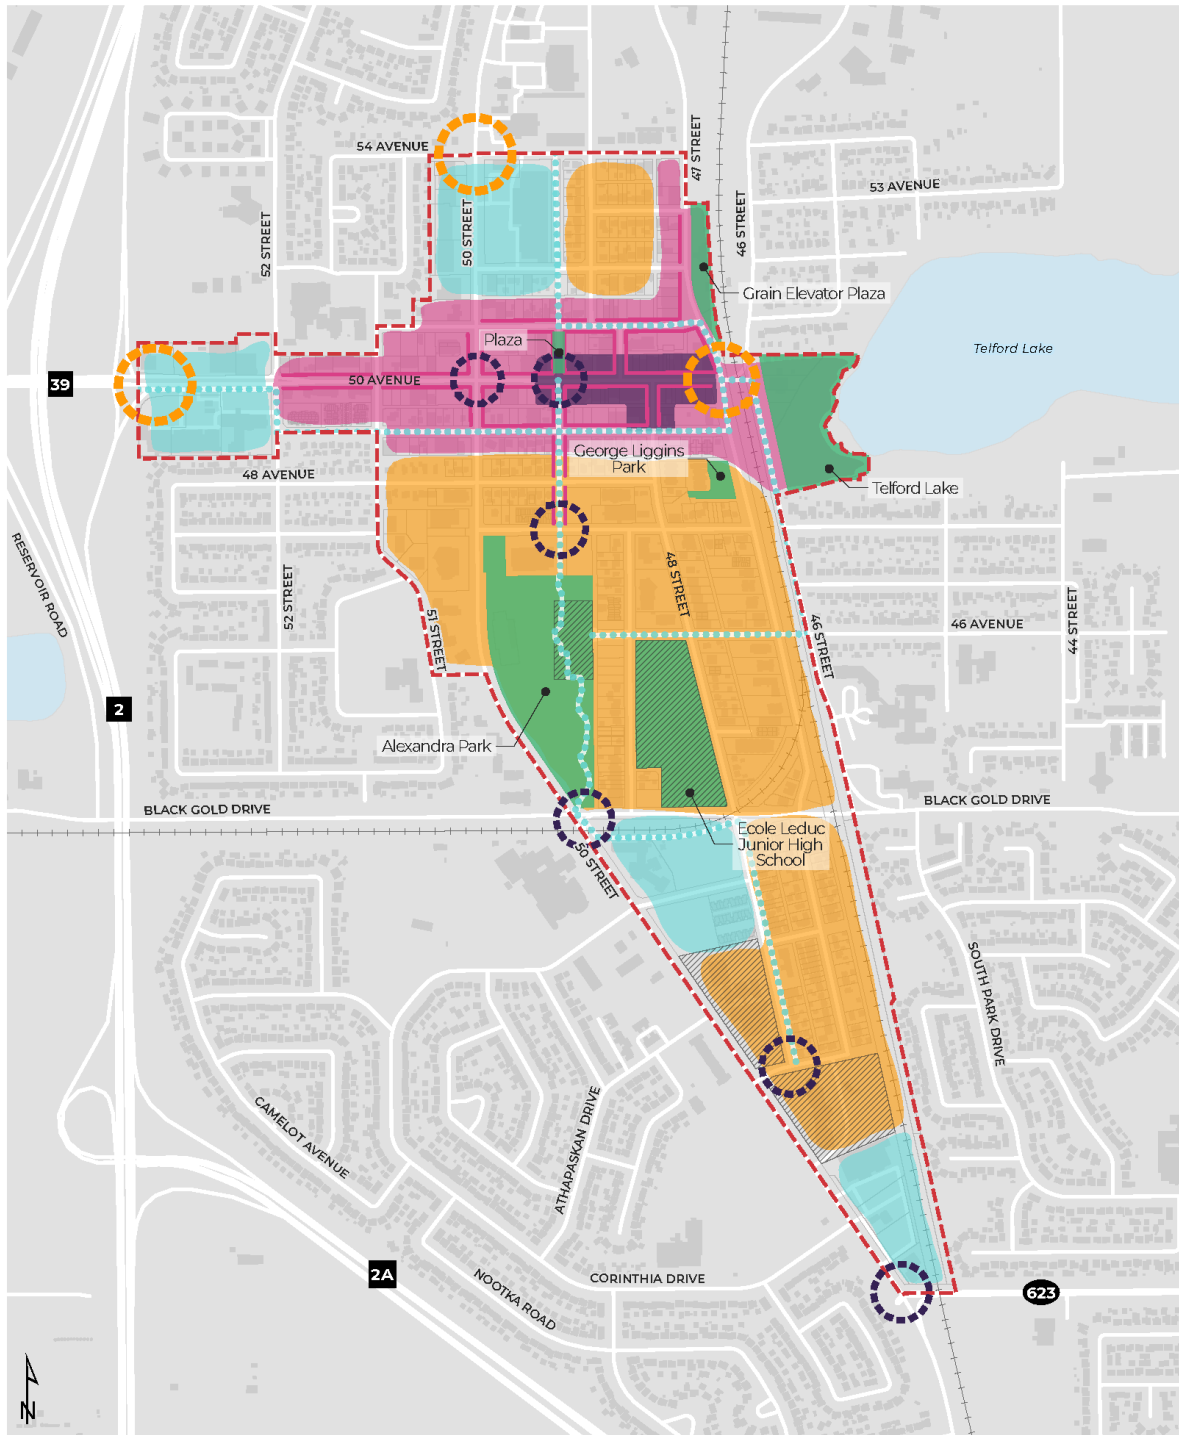 54 AVENUE
47 STREET
53 AVENUE
50 STREET
46 STREET
52 STREET
Grain Elevator Plaza
Plaza
Telford Lake
39
50 AVENUE
George Liggins
Park
48 AVENUE
Telford Lake
RESERVOIR ROAD
52 STREET
48 STREET
51 STREET
46 STREET
46 AVENUE
44 STREET
2
Alexandra Park
BLACK GOLD DRIVE
BLACK GOLD DRIVE
Ecole Leduc
Junior High
School
50 STREET
SOUTH PARK DRIVE
CAMELOT AVENUE
ATHAPASKAN DRIVE
2A
NOOTKA ROAD
CORINTHIA DRIVE
623
N